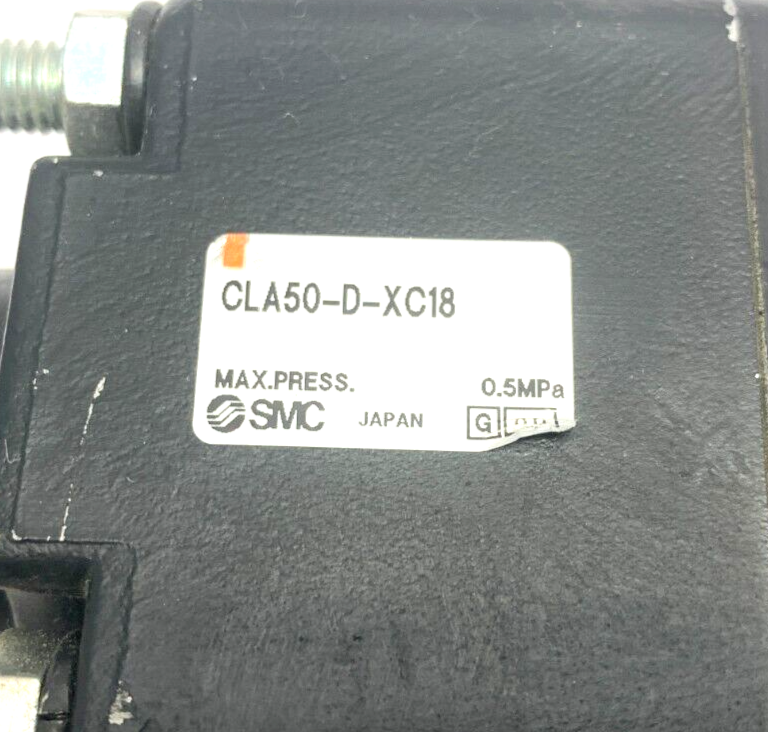 CLA50-D-XC18
MAX.PRESS. 0.5MPa
SMC JAPAN G